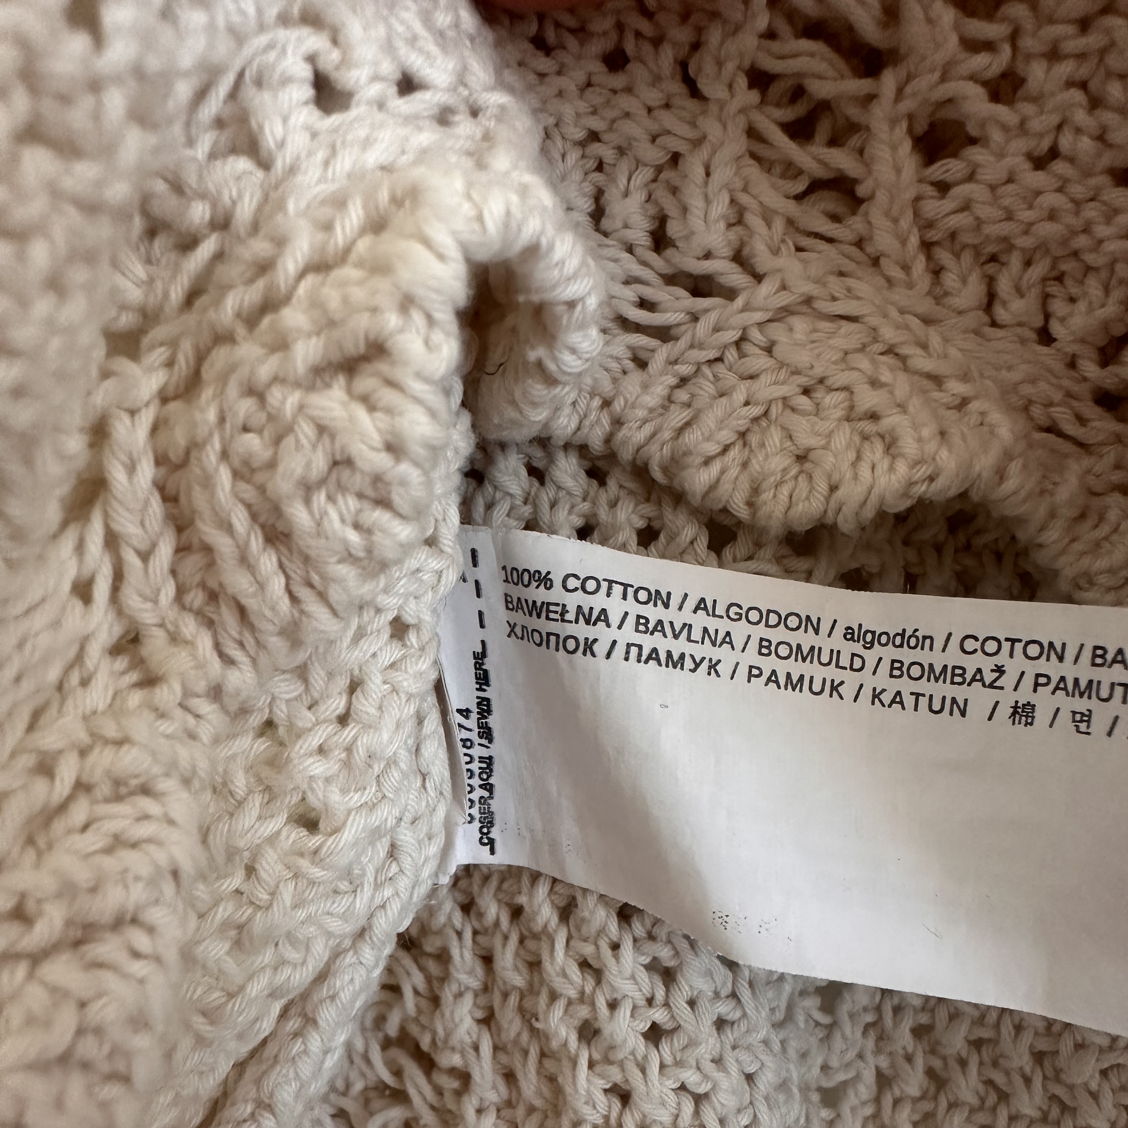 100% COTTON / ALGODON / algodón / COTON / BA
BAWEŁNA / BAVLNA / BOMULD / BOMBAŽ / PAMUT
ХЛОПОК / ПАМУК / PAMUK / KATUN / 棉 / 면 /
COSER AQUI / SEWN HERE